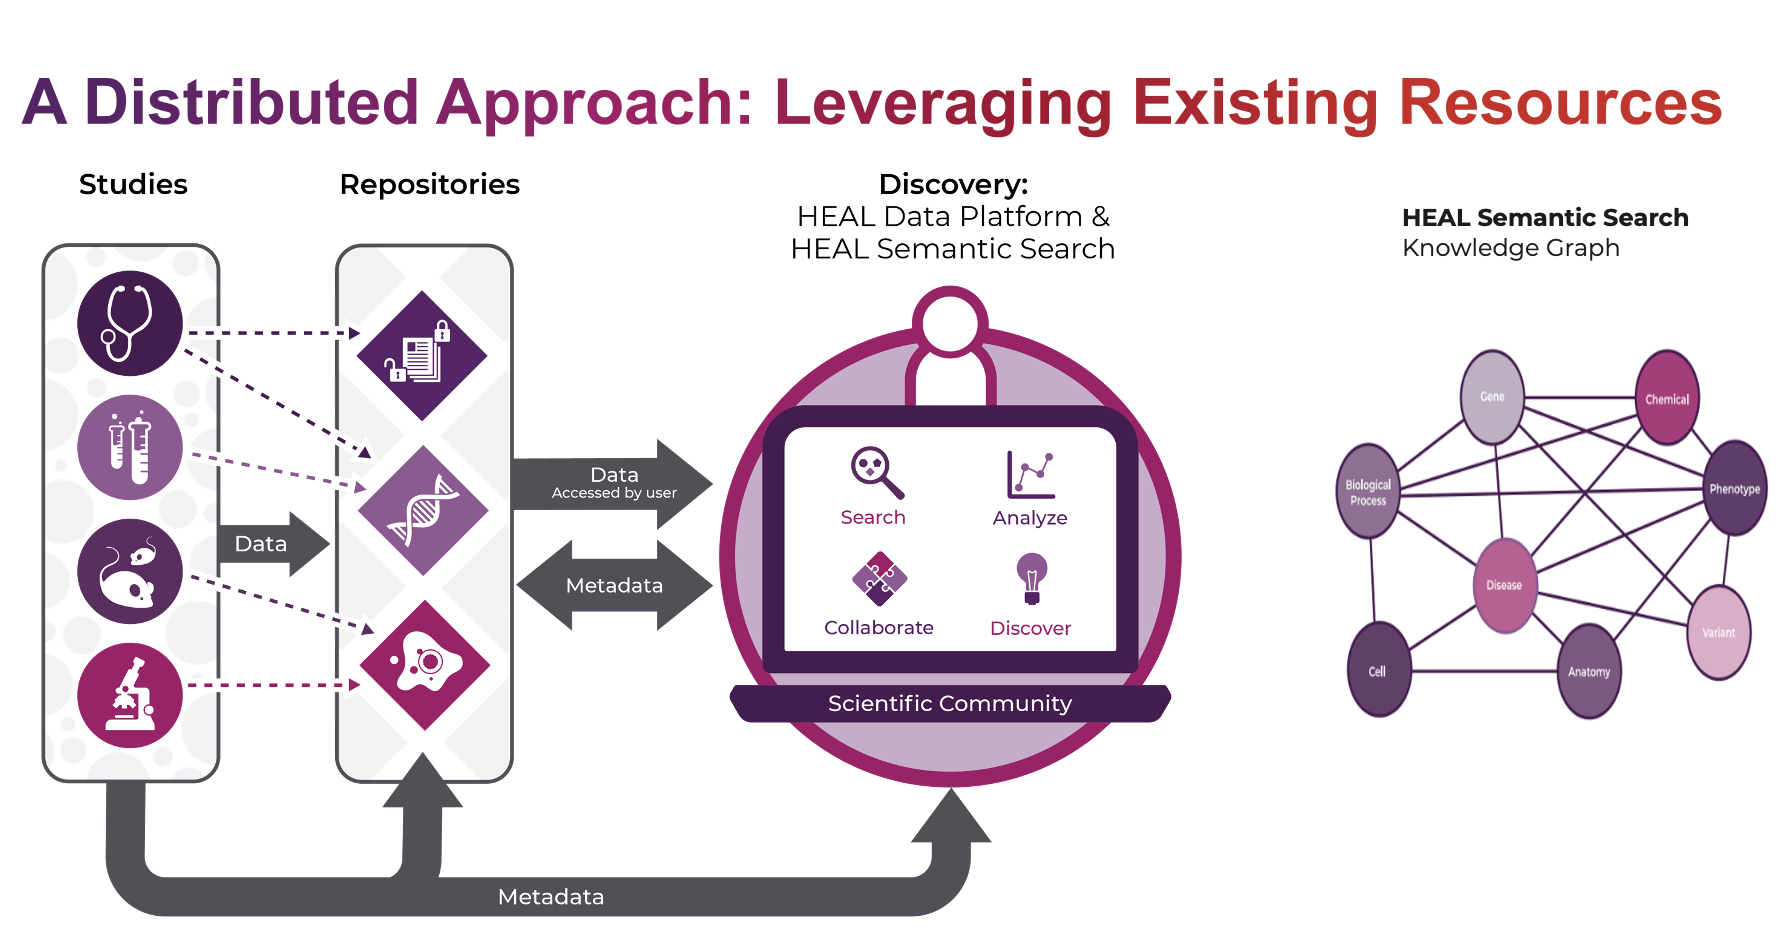 A Distributed Approach: Leveraging Existing Resources
Studies
Repositories
Discovery:
HEAL Data Platform &
HEAL Semantic Search
HEAL Semantic Search
Knowledge Graph
Data
Data
Accessed by user
Metadata
Search
Analyze
Collaborate
Discover
Scientific Community
Metadata
Gene
Chemical
Biological
Process
Phenotype
Disease
Variant
Cell
Anatomy